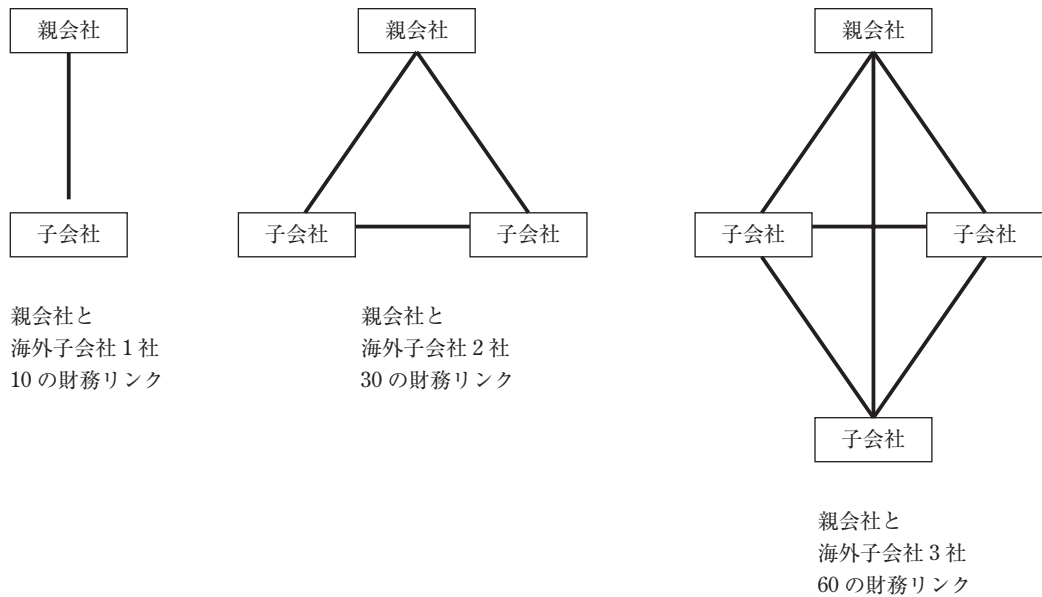 親会社
子会社
親会社と
海外子会社 1 社
10 の財務リンク
親会社
子会社
子会社
親会社と
海外子会社 2 社
30 の財務リンク
親会社
子会社
子会社
子会社
親会社と
海外子会社 3 社
60 の財務リンク